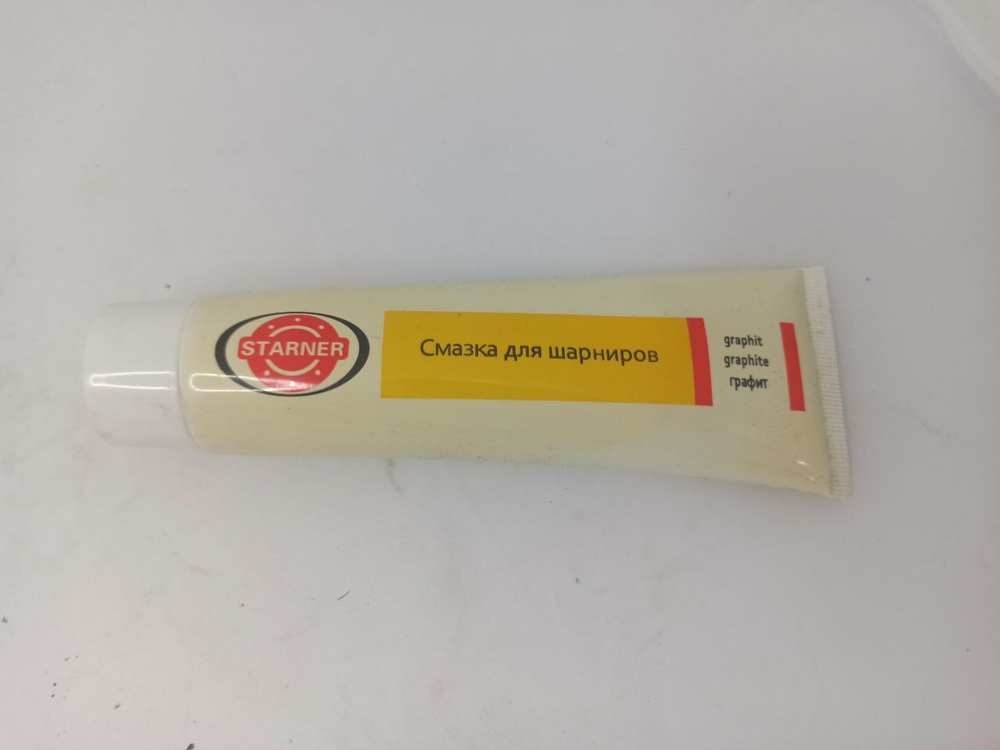 STARNER
Смазка для шарниров
graphit
graphite
графит